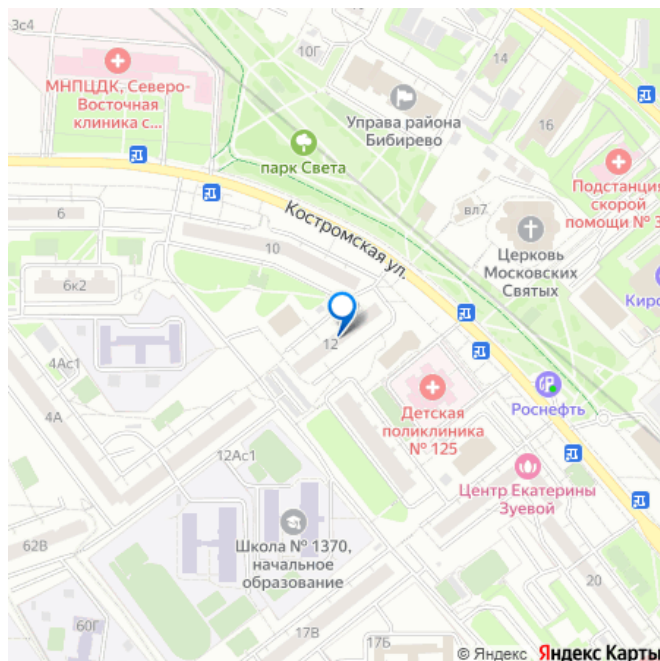 3с4
10Г
14
МНПЦДК, Северо-
Восточная
клиника с...
Управа района
Бибирево
16
парк Света
Подстанция
скорой
помощи № 3
вл7
6
Костромская ул.
10
Церковь
Московских
Святых
6к2
Киро
12
4Ас1
Роснефть
4А
Детская
поликлиника
№ 125
12Ас1
Центр Екатерины
Зуевой
62В
Школа № 1370,
начальное
образование
20
60Г
17В
17Б
© Яндекс Яндекс Карты